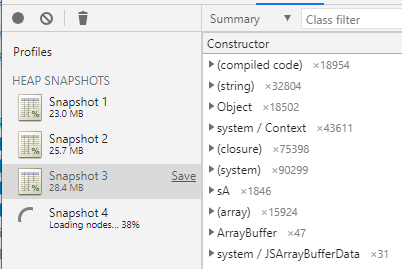 Summary ▼ Class filter
Profiles
Constructor
HEAP SNAPSHOTS
Snapshot 1
23.0 MB
Snapshot 2
25.7 MB
Snapshot 3 Save
28.4 MB
Snapshot 4
Loading nodes... 38%
(compiled code) ×18954
(string) ×32804
Object ×18502
system / Context ×43611
(closure) ×75398
(system) ×90299
sA ×1846
(array) ×15924
ArrayBuffer ×47
system / JSArrayBufferData ×31